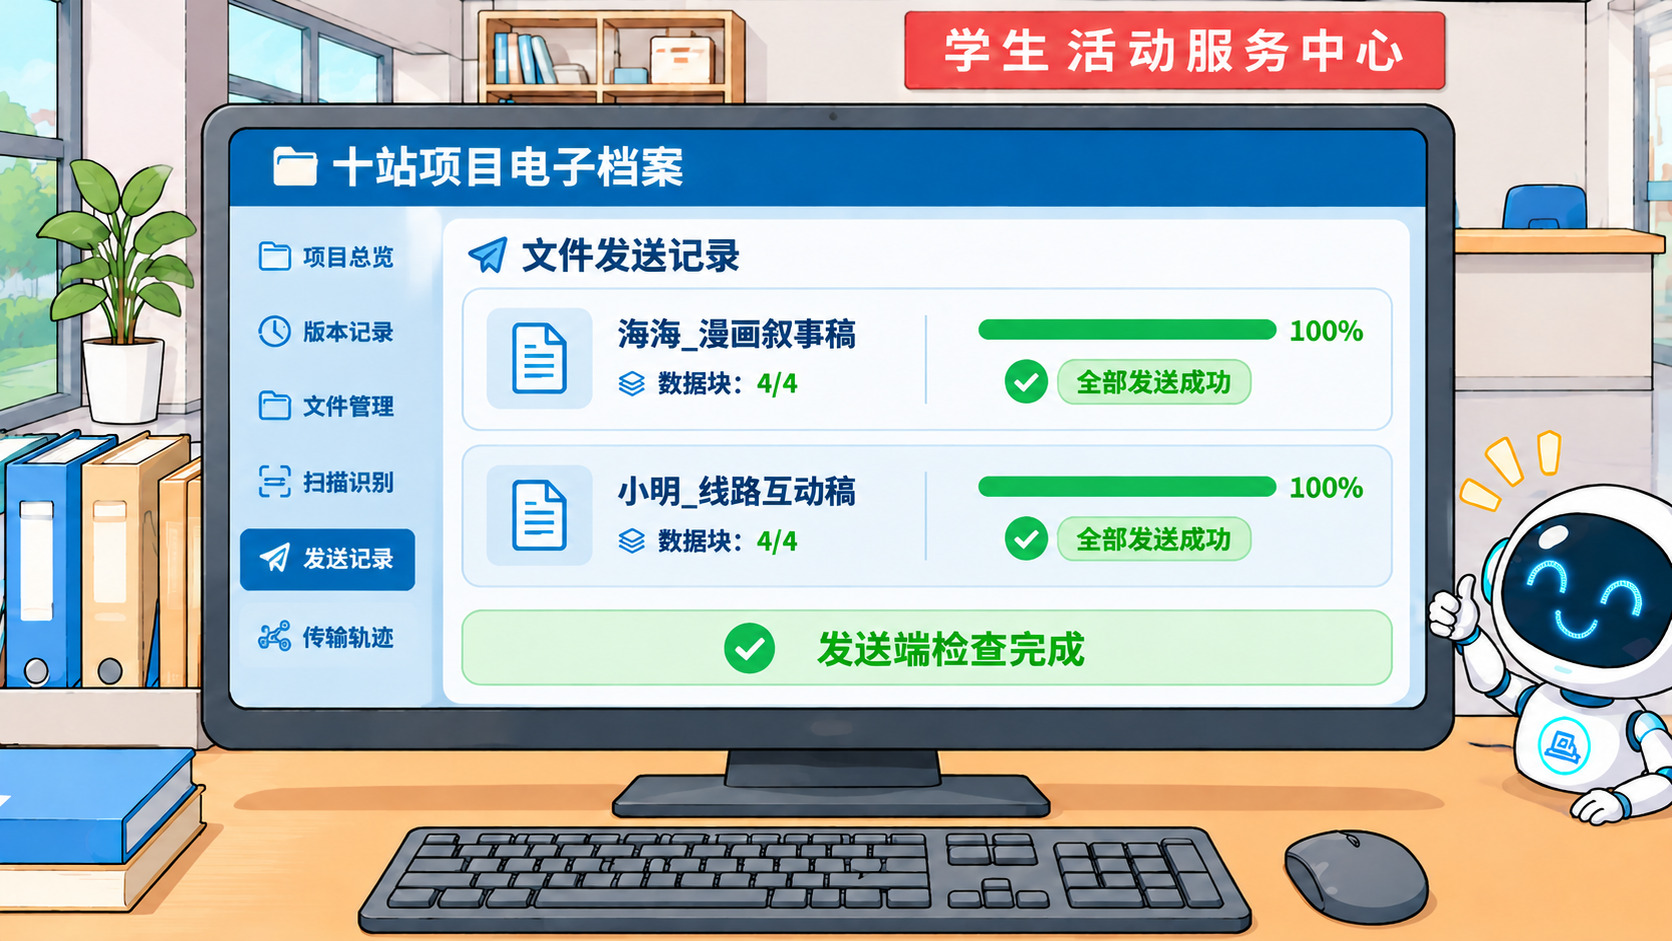 学生活动服务中心
十站项目电子档案
项目总览
版本记录
文件管理
扫描识别
发送记录
传输轨迹
文件发送记录
海海_漫画叙事稿
数据块：4/4
100%
全部发送成功
小明_线路互动稿
数据块：4/4
100%
全部发送成功
发送端检查完成